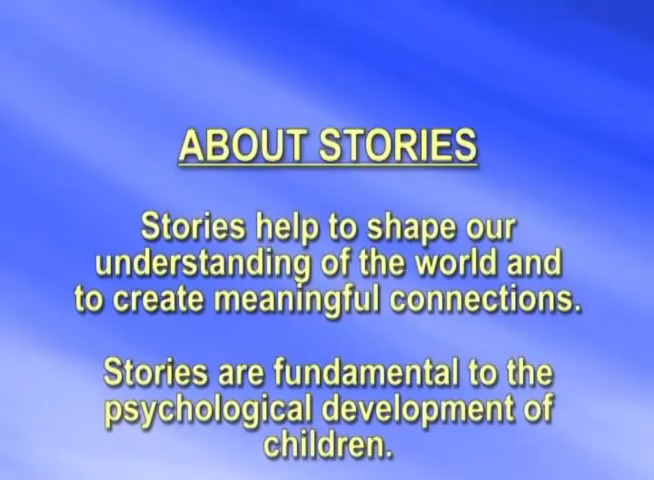 ABOUT STORIES
Stories help to shape our
understanding of the world and
to create meaningful connections.
Stories are fundamental to the
psychological development of
children.